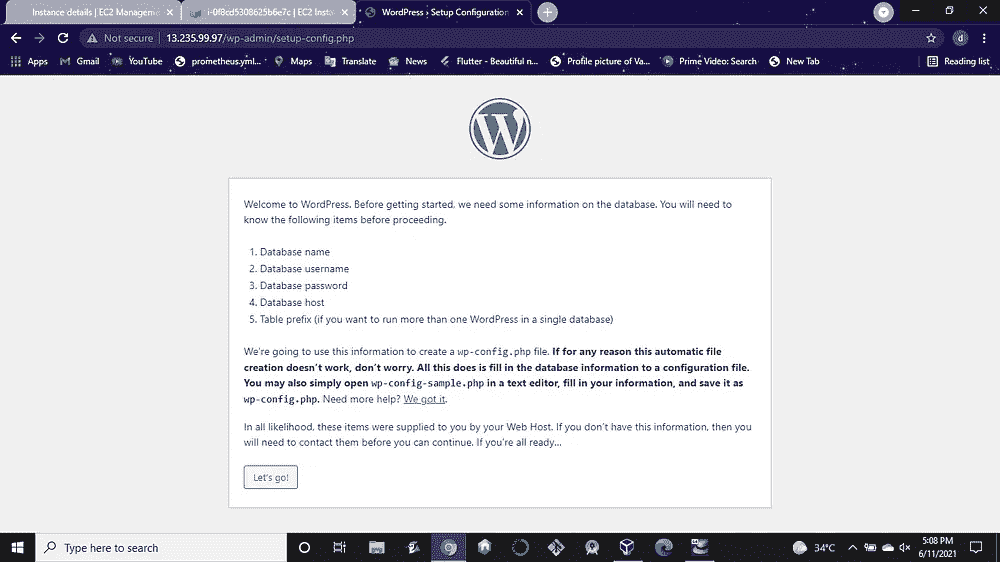 Instance details | EC2 Manageme
i-0f8cd5308625b6e7c | EC2 Insta
WordPress › Setup Configuration
Not secure | 13.235.99.97/wp-admin/setup-config.php
Apps Gmail YouTube prometheus.yml... Maps Translate News Flutter - Beautiful n... Profile picture of Va... Prime Video: Search New Tab Reading list
Welcome to WordPress. Before getting started, we need some information on the database. You will need to
know the following items before proceeding.
1. Database name
2. Database username
3. Database password
4. Database host
5. Table prefix (if you want to run more than one WordPress in a single database)
We're going to use this information to create a wp-config.php file. If for any reason this automatic file
creation doesn't work, don't worry. All this does is fill in the database information to a configuration file.
You may also simply open wp-config-sample.php in a text editor, fill in your information, and save it as
wp-config.php. Need more help? We got it.
In all likelihood, these items were supplied to you by your Web Host. If you don't have this information, then you
will need to contact them before you can continue. If you're all ready…
Let's go!
Type here to search
34°C
5:08 PM
6/11/2021